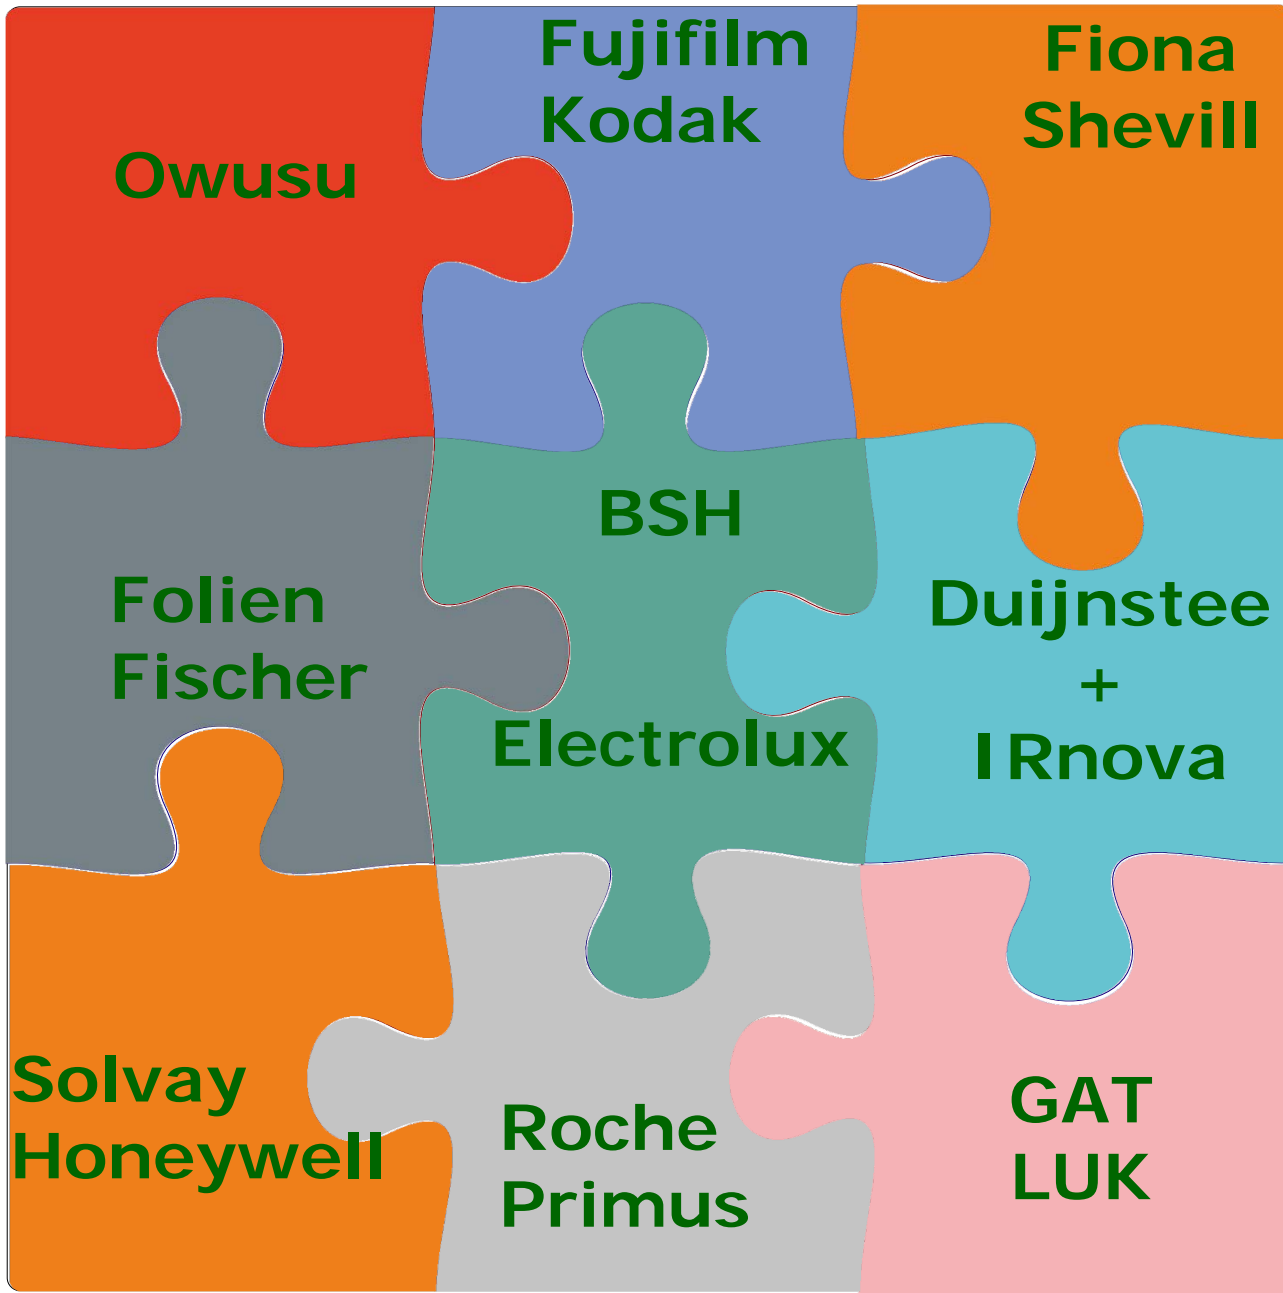 Owusu
Fujifilm
Kodak
Fiona
Shevill
Folien
Fischer
BSH
Electrolux
Duijnstee
+
IRnova
Solvay
Honeywell
Roche
Primus
GAT
LUK